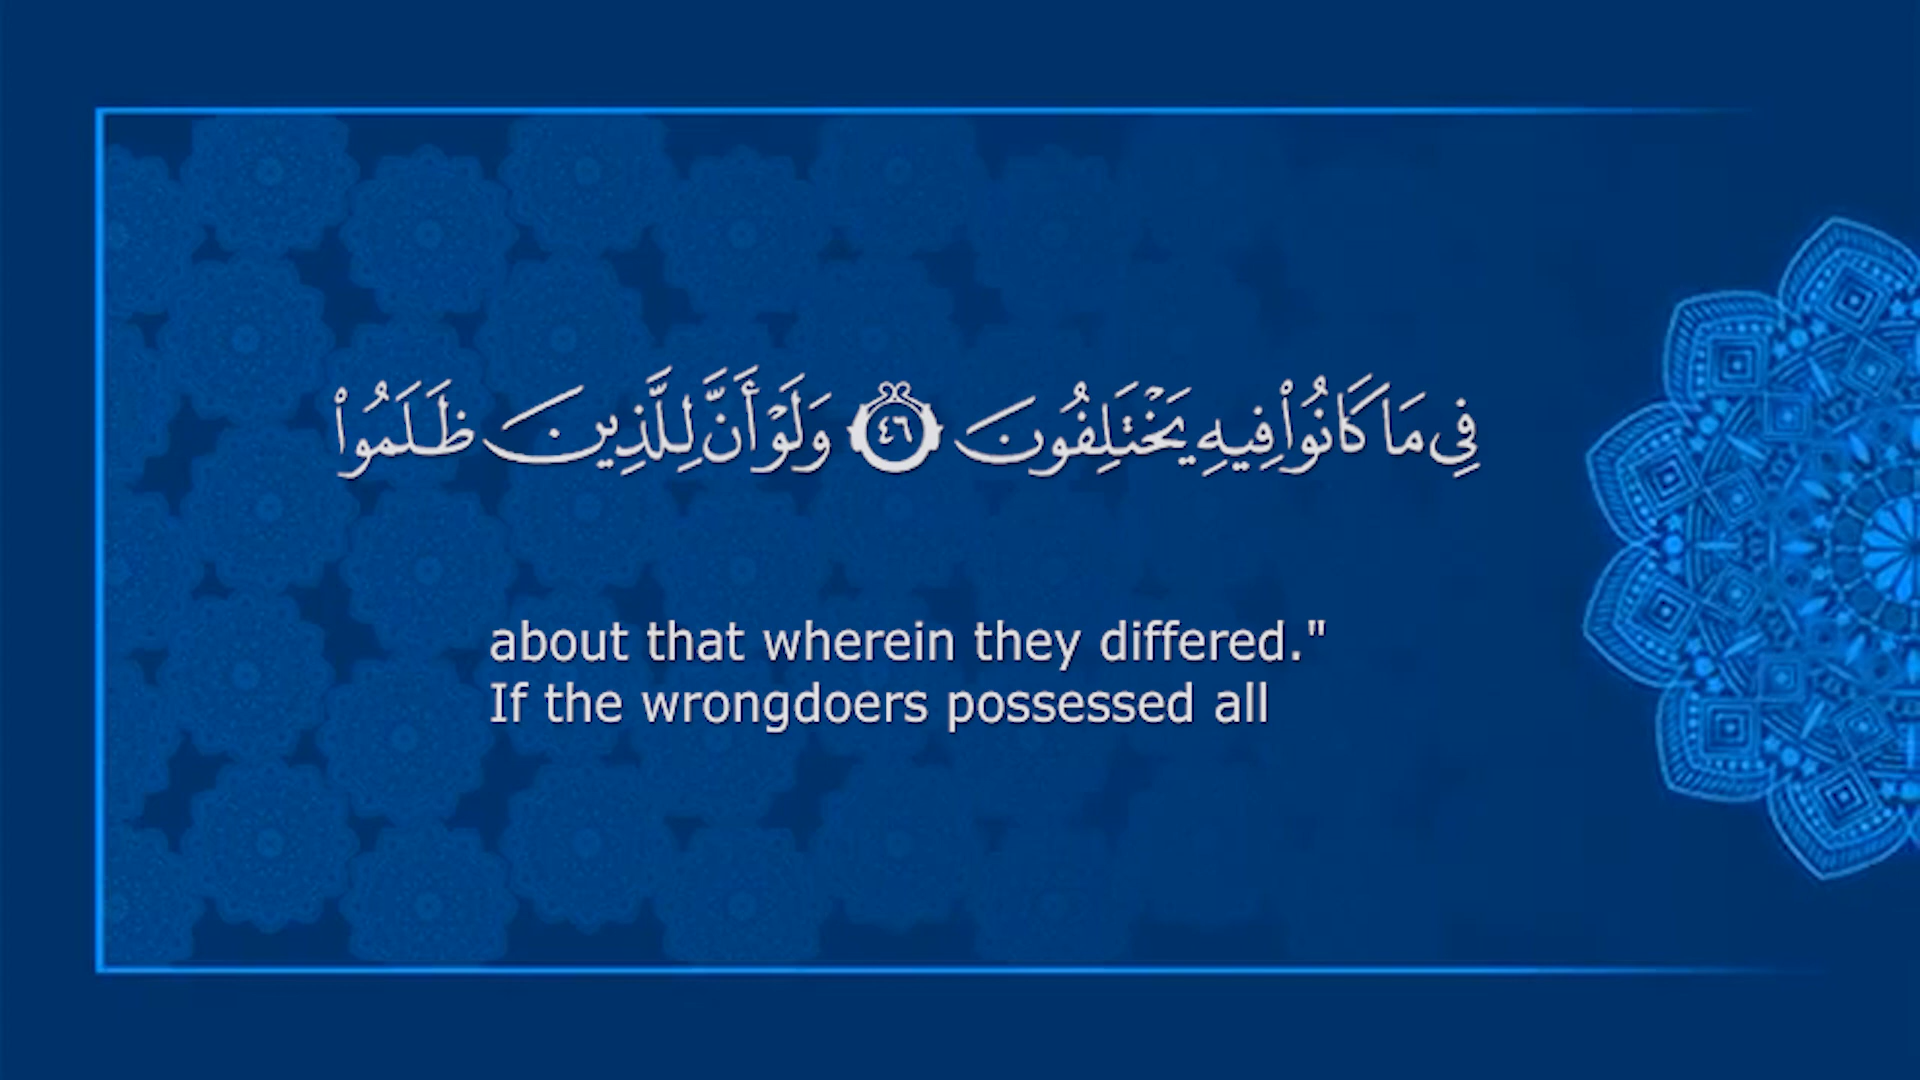 فِي مَا كَانُوا۟ فِيهِ يَخْتَلِفُونَ ٤٦ وَلَوْ أَنَّ لِلَّذِينَ ظَلَمُوا۟
about that wherein they differed."
If the wrongdoers possessed all